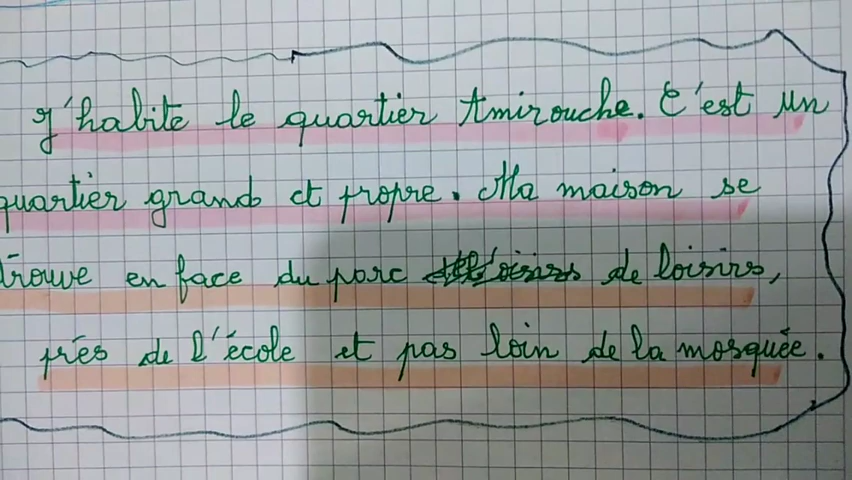 J'habite le quartier Amirouche. C'est un
quartier grand et propre. Ma maison se
trouve en face du parc de loisirs,
près de l'école et pas loin de la mosquée.